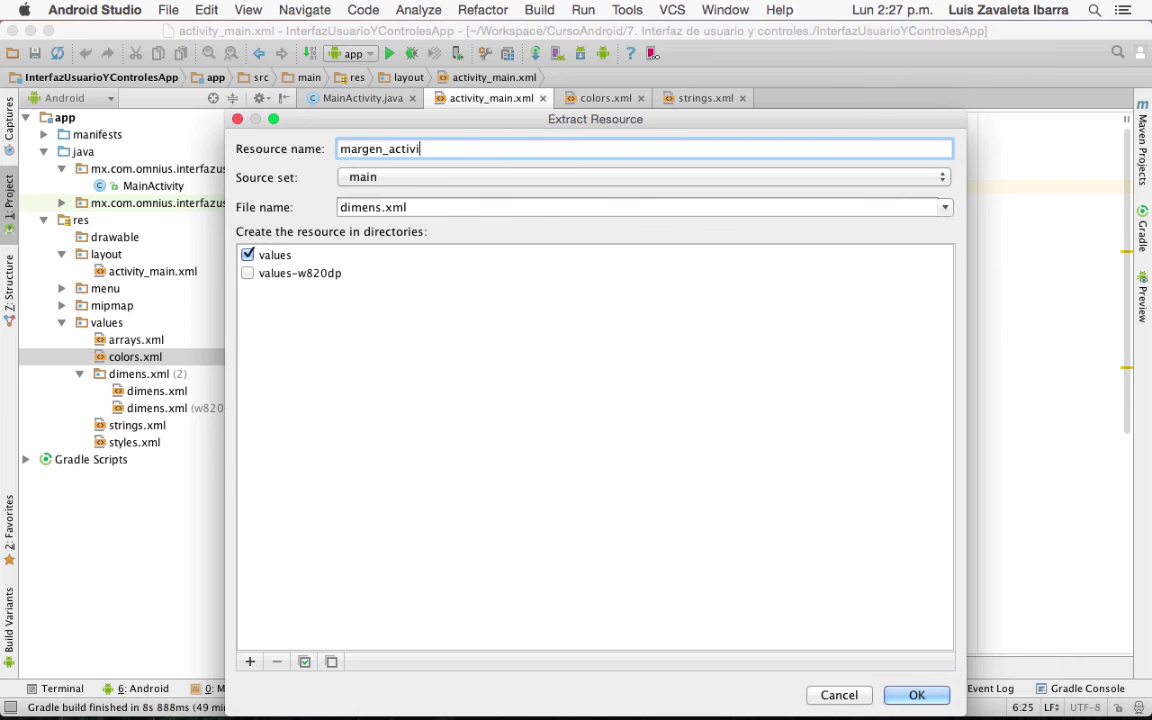 Android Studio File Edit View Navigate Code Analyze Refactor Build Run Tools VCS Window Help Lun 2:27 p.m. Luis Zavaleta Ibarra
activity_main.xml - InterfazUsuarioYControlesApp - [~/Workspace/CursoAndroid/7. Interfaz de usuario y controles./InterfazUsuarioYControlesApp]
app
InterfazUsuarioYControlesApp app src main res layout activity_main.xml
Android MainActivity.java activity_main.xml colors.xml strings.xml
Captures
1: Project
Z: Structure
2: Favorites
Build Variants
app
manifests
java
mx.com.omnius.interfazus
MainActivity
mx.com.omnius.interfazus
res
drawable
layout
activity_main.xml
menu
mipmap
values
arrays.xml
colors.xml
dimens.xml (2)
dimens.xml
dimens.xml (w820
strings.xml
styles.xml
Gradle Scripts
Extract Resource
Resource name: margen_activi
Source set: main
File name: dimens.xml
Create the resource in directories:
values
values-w820dp
Cancel OK
m
Maven Projects
Gradle
Preview
Terminal 6: Android 0: M Event Log Gradle Console
Gradle build finished in 8s 888ms (49 min 6:25 LF UTF-8